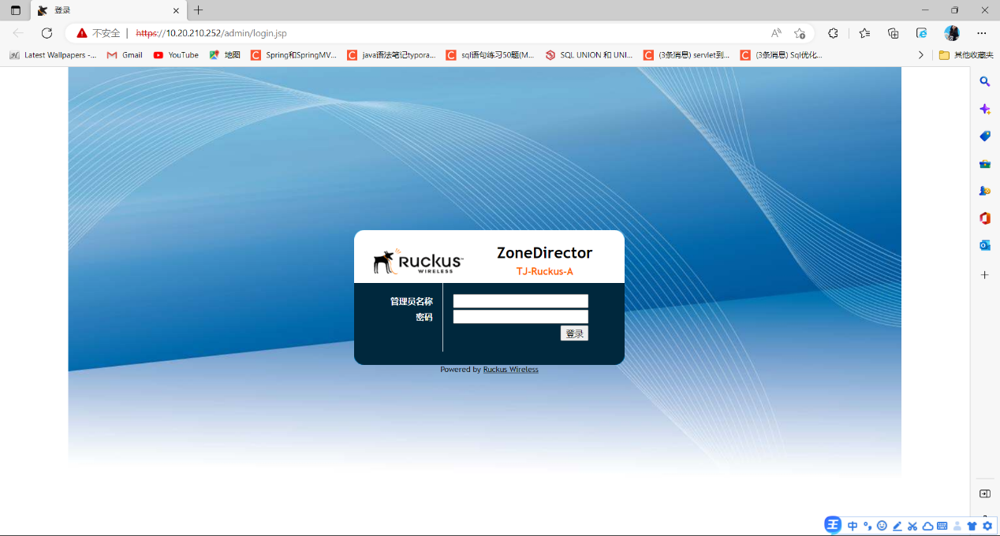 登录
不安全 | https://10.20.210.252/admin/login.jsp
Latest Wallpapers -... Gmail YouTube 地图 Spring和SpringMV... java语法笔记typora... sql语句练习50题(M... SQL UNION 和 UNI... (3条消息) servlet到... (3条消息) Sql优化... 其他收藏夹
RUCKUS™ WIRELESS
ZoneDirector
TJ-Ruckus-A
管理员名称
密码
登录
Powered by Ruckus Wireless
中